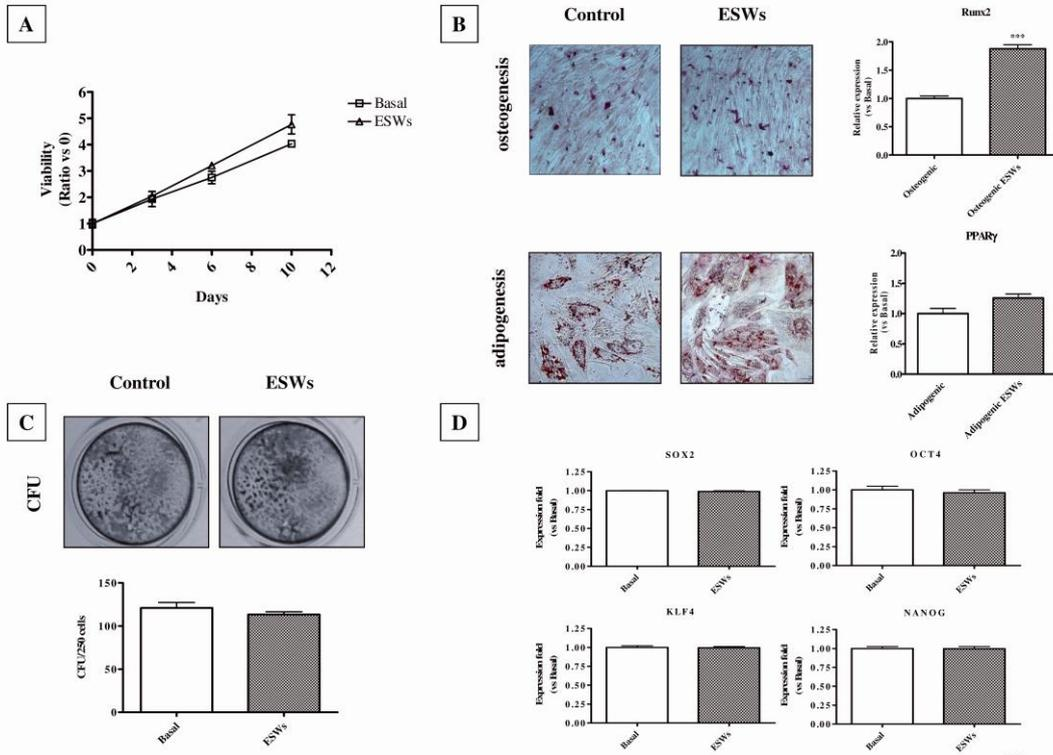 A
6
5
4
3
2
1
0
0 2 4 6 8 10 12
Viability
(Ratio vs 0)
Days
Basal
ESWs
B
Control ESWs
osteogenesis
adipogenesis
Runx2
Relative expression
(vs Basal)
2.0
1.5
1.0
0.5
0.0
***
Osteogenic
Osteogenic ESWs
PPARγ
Relative expression
(vs Basal)
2.0
1.5
1.0
0.5
0.0
Adipogenic
Adipogenic ESWs
C
Control ESWs
CFU
CFU/250 cells
150
100
50
0
Basal
ESWs
D
SOX2
Expression fold
(vs Basal)
1.25
1.00
0.75
0.50
0.25
0.00
Basal
ESWs
OCT4
Expression fold
(vs Basal)
1.25
1.00
0.75
0.50
0.25
0.00
Basal
ESWs
KLF4
Expression fold
(vs Basal)
1.25
1.00
0.75
0.50
0.25
0.00
Basal
ESWs
NANOG
Expression fold
(vs Basal)
1.25
1.00
0.75
0.50
0.25
0.00
Basal
ESWs